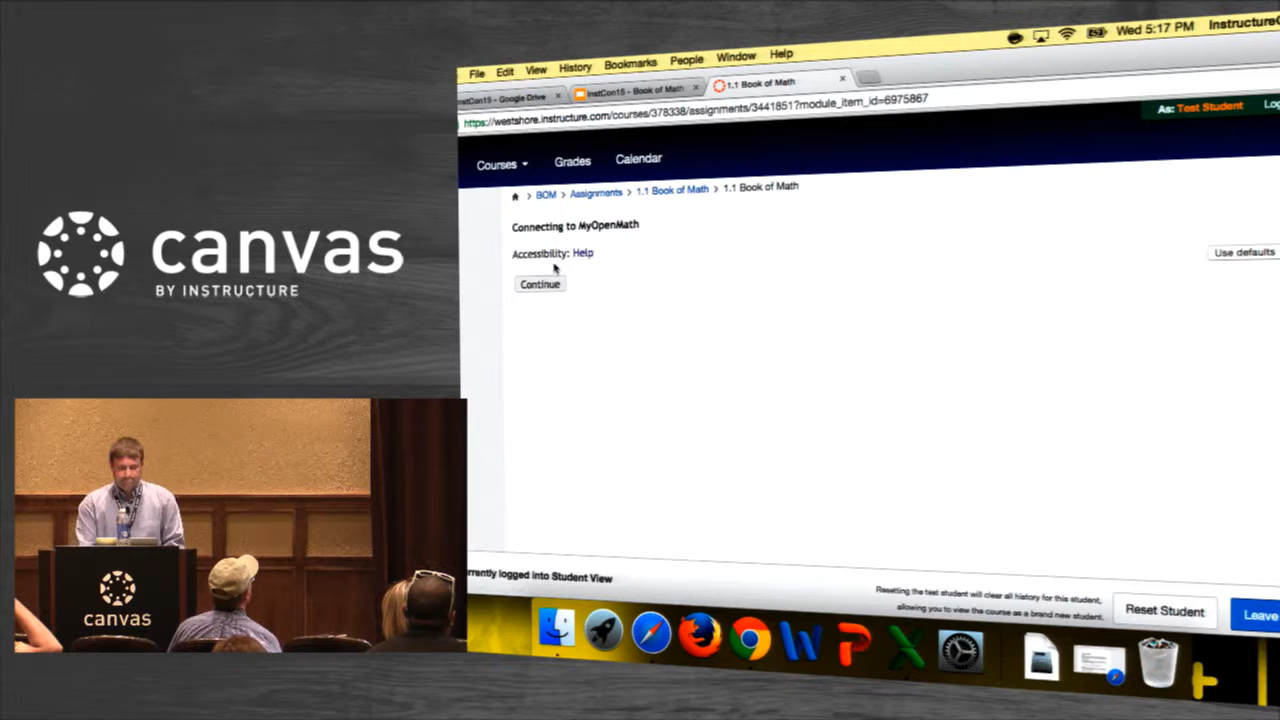 canvas
BY INSTRUCTURE
canvas
File Edit View History Bookmarks People Window Help
Wed 5:17 PM
InstCon15 - Google Drive
InstCon15 - Book of Math
1.1 Book of Math
https://westshore.instructure.com/courses/378338/assignments/3441851?module_item_id=6975867
As: Test Student
Courses Grades Calendar
BOM > Assignments > 1.1 Book of Math > 1.1 Book of Math
Connecting to MyOpenMath
Accessibility: Help
Use defaults
Continue
logged into Student View
Resetting the test student will clear all history for this student,
allowing you to view the course as a brand new student.
Reset Student
Leave